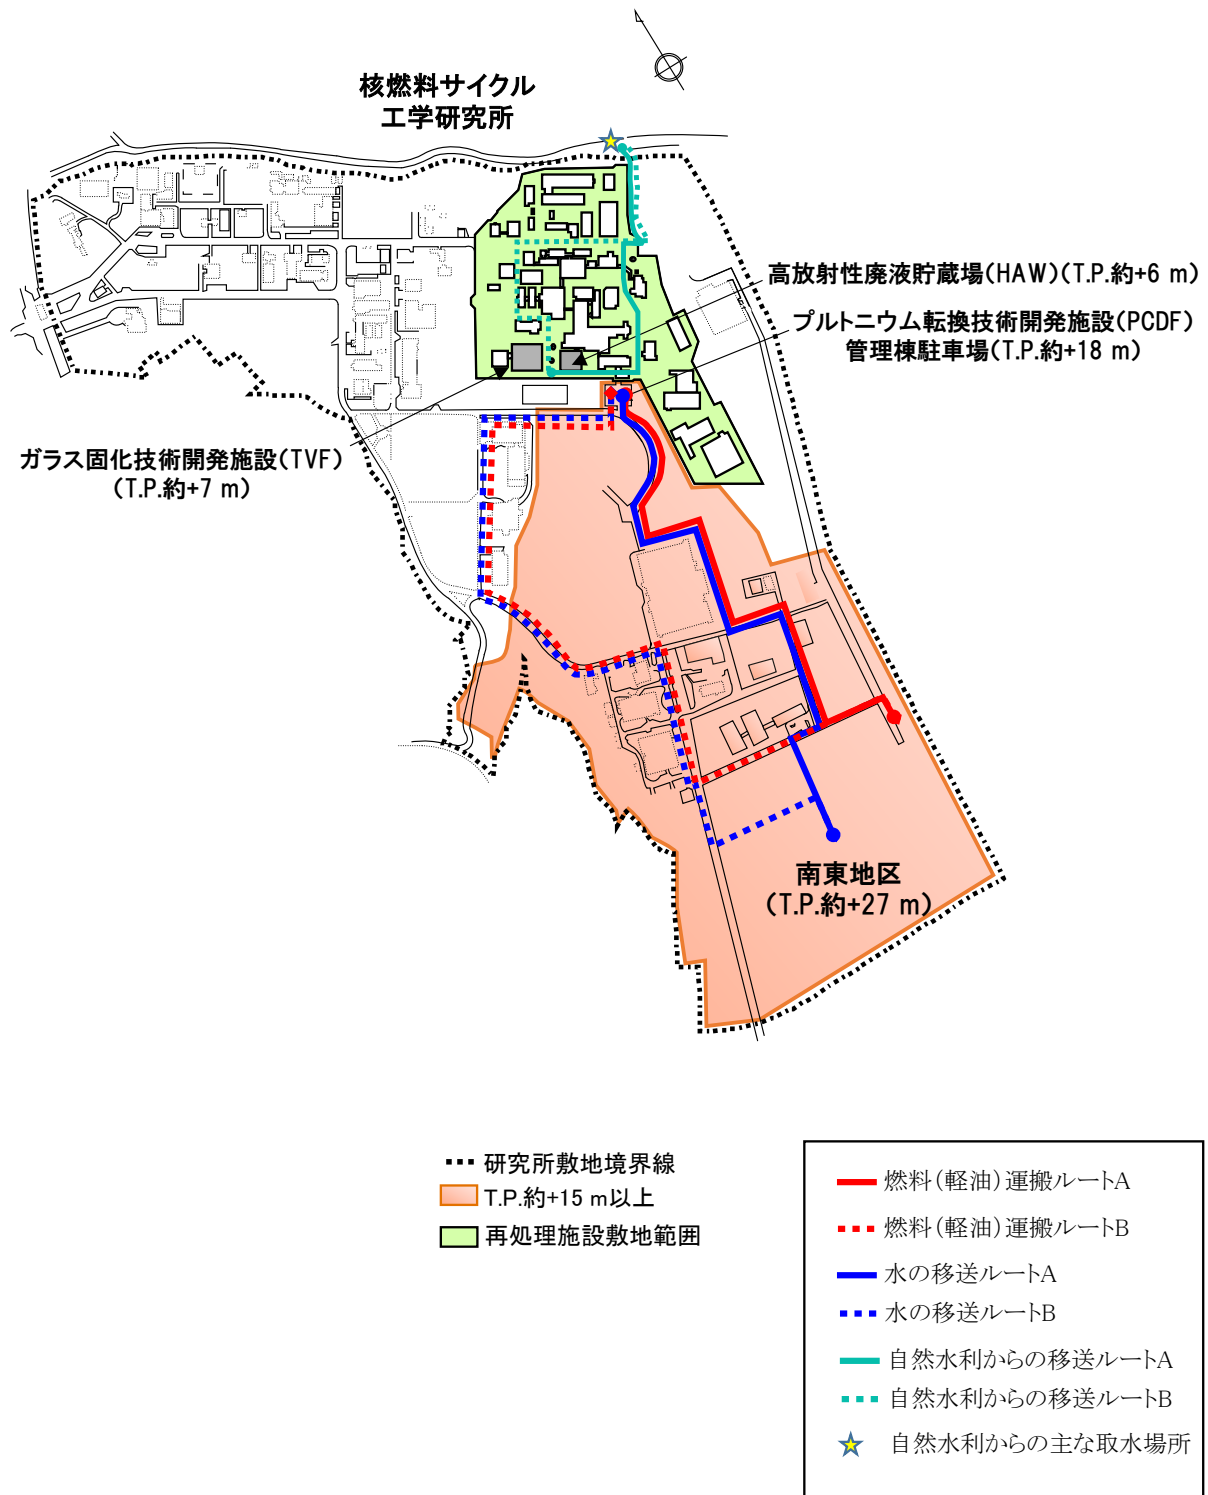 核燃料サイクル
工学研究所
高放射性廃液貯蔵場(HAW)(T.P.約+6 m)
プルトニウム転換技術開発施設(PCDF)
管理棟駐車場(T.P.約+18 m)
ガラス固化技術開発施設(TVF)
(T.P.約+7 m)
南東地区
(T.P.約+27 m)
研究所敷地境界線
T.P.約+15 m以上
再処理施設敷地範囲
燃料(軽油)運搬ルートA
燃料(軽油)運搬ルートB
水の移送ルートA
水の移送ルートB
自然水利からの移送ルートA
自然水利からの移送ルートB
自然水利からの主な取水場所